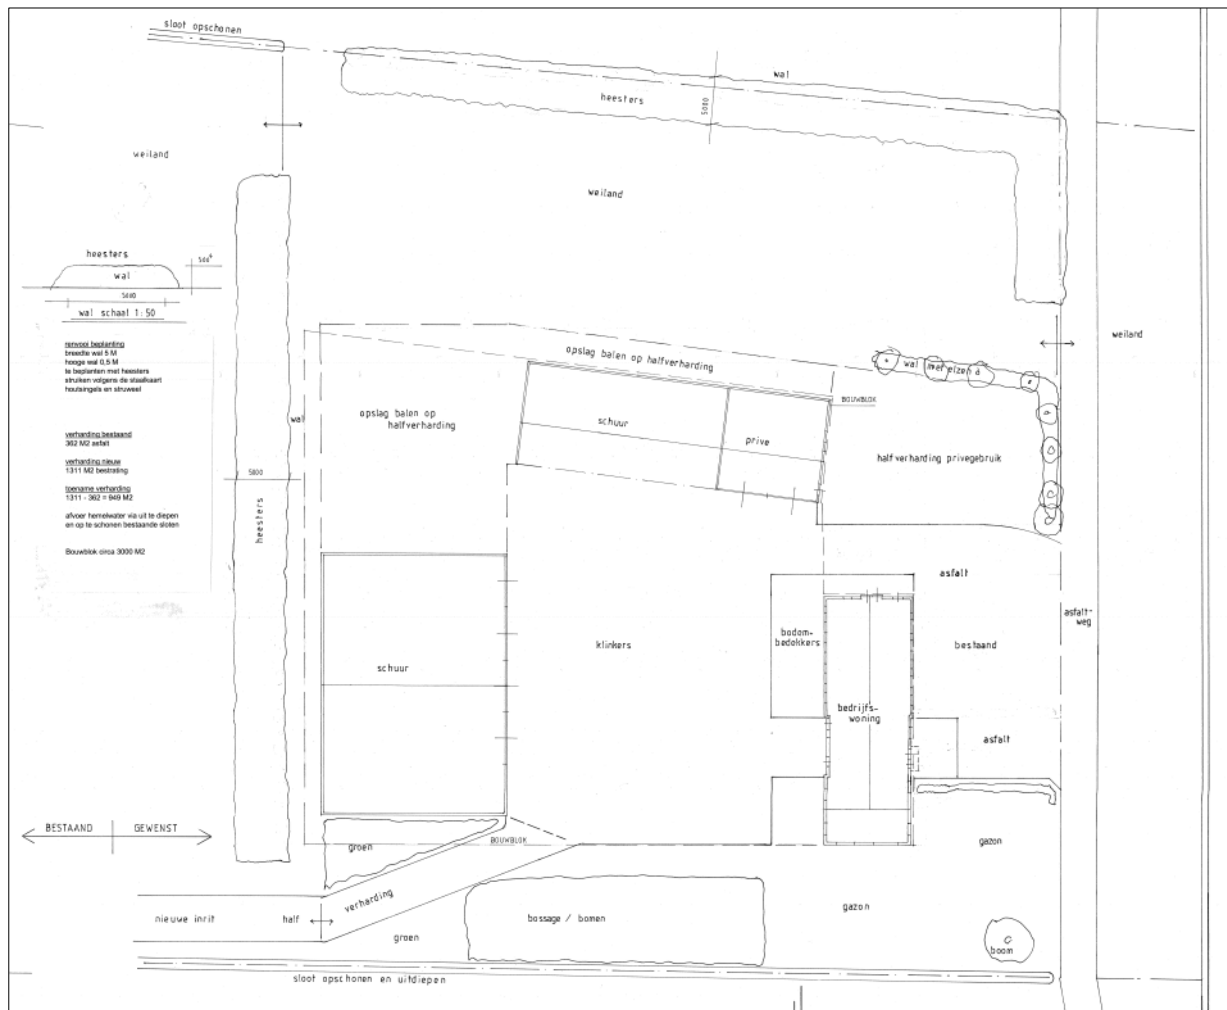 sloot opschonen
wal
heesters
5000
weiland
weiland
heesters
wal
5000
wal schaal 1:50
weiland
renvooi beplanting
breedte wal 5 M
hooge wal 0,5 M
te beplanten met heesters
struiken volgens de staalkaart
houtsingels en struweel
opslag balen op halfverharding
wal met elzen á
BOUWBLOK
wal
opslag balen op
halfverharding
schuur
prive
halfverharding privegebruik
verharding bestaand
362 M2 asfalt
verharding nieuw
1311 M2 bestrating
toename verharding
1311 - 362 = 949 M2
afvoer hemelwater via uit te diepen
en op te schonen bestaande sloten
Bouwblok circa 3000 M2
5000
heesters
asfalt
asfalt-
weg
bodem-
bedekkers
klinkers
bestaand
schuur
bedrijfs-
woning
asfalt
BESTAAND
GEWENST
groen
BOUWBLOK
gazon
verharding
nieuwe inrit
half
bossage / bomen
gazon
groen
boom
sloot opschonen en uitdiepen